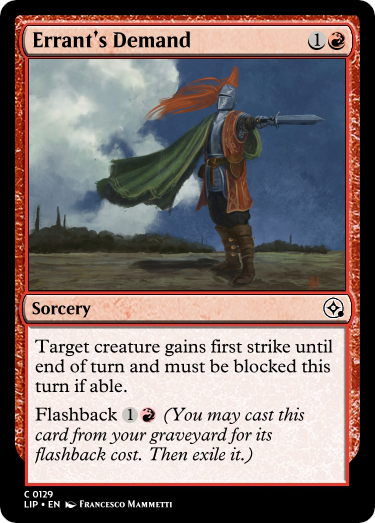 Errant's Demand 1
Sorcery
Target creature gains first strike until
end of turn and must be blocked this
turn if able.
Flashback 1 (You may cast this
card from your graveyard for its
flashback cost. Then exile it.)
C 0129
LIP • EN Francesco Mammetti